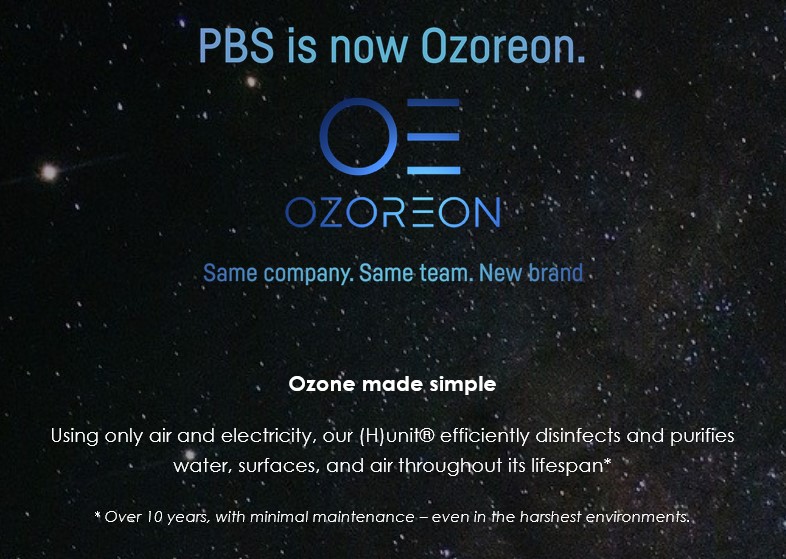 PBS is now Ozoreon.
OE
OZOREON
Same company. Same team. New brand
Ozone made simple
Using only air and electricity, our (H)unit® efficiently disinfects and purifies
water, surfaces, and air throughout its lifespan*
* Over 10 years, with minimal maintenance – even in the harshest environments.